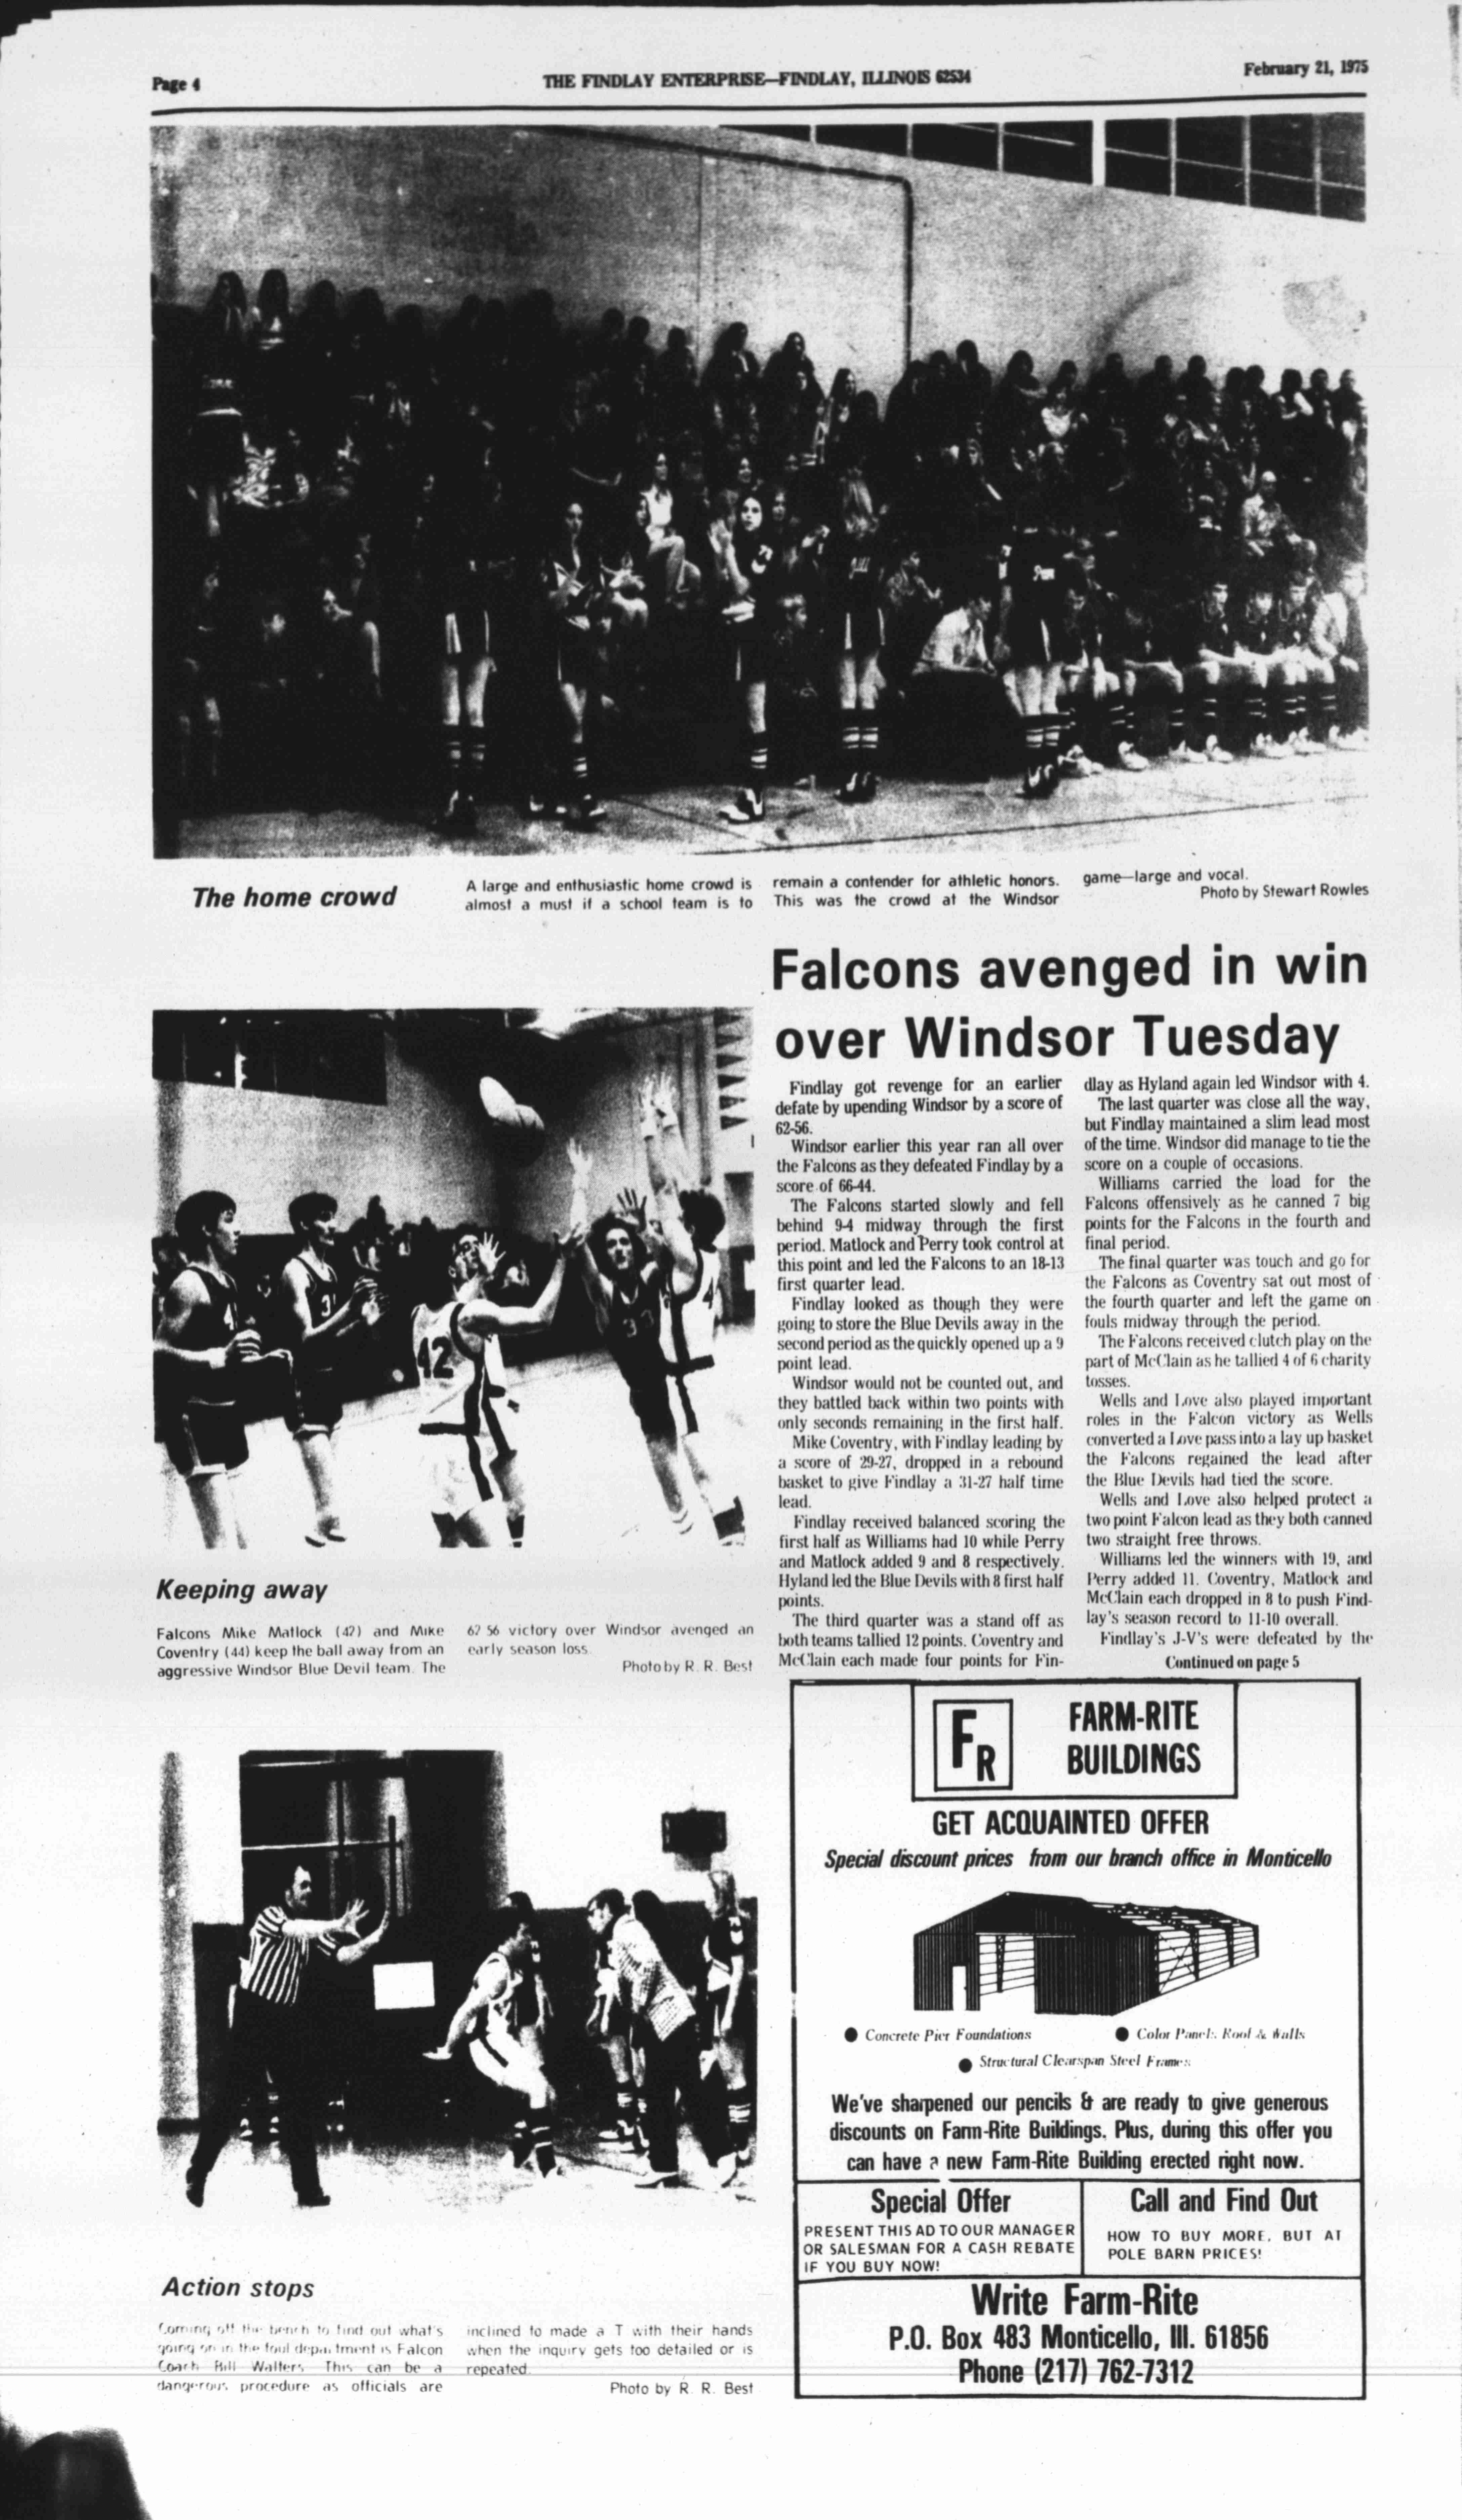 Page 4
THE FINDLAY ENTERPRISE—FINDLAY, ILLINOIS 62534
February 21, 1975
The home crowd
A large and enthusiastic home crowd is
almost a must if a school team is to
remain a contender for athletic honors.
This was the crowd at the Windsor
game—large and vocal.
Photo by Stewart Rowles
Falcons avenged in win
over Windsor Tuesday
Findlay got revenge for an earlier
defate by upending Windsor by a score of
62-56.
Windsor earlier this year ran all over
the Falcons as they defeated Findlay by a
score of 66-44.
The Falcons started slowly and fell
behind 9-4 midway through the first
period. Matlock and Perry took control at
this point and led the Falcons to an 18-13
first quarter lead.
Findlay looked as though they were
going to store the Blue Devils away in the
second period as the quickly opened up a 9
point lead.
Windsor would not be counted out, and
they battled back within two points with
only seconds remaining in the first half.
Mike Coventry, with Findlay leading by
a score of 29-27, dropped in a rebound
basket to give Findlay a 31-27 half time
lead.
Findlay received balanced scoring the
first half as Williams had 10 while Perry
and Matlock added 9 and 8 respectively.
Hyland led the Blue Devils with 8 first half
points.
The third quarter was a stand off as
both teams tallied 12 points. Coventry and
McClain each made four points for Fin-
dlay as Hyland again led Windsor with 4.
The last quarter was close all the way,
but Findlay maintained a slim lead most
of the time. Windsor did manage to tie the
score on a couple of occasions.
Williams carried the load for the
Falcons offensively as he canned 7 big
points for the Falcons in the fourth and
final period.
The final quarter was touch and go for
the Falcons as Coventry sat out most of
the fourth quarter and left the game on
fouls midway through the period.
The Falcons received clutch play on the
part of McClain as he tallied 4 of 6 charity
tosses.
Wells and Love also played important
roles in the Falcon victory as Wells
converted a Love pass into a lay up basket
the Falcons regained the lead after
the Blue Devils had tied the score.
Wells and Love also helped protect a
two point Falcon lead as they both canned
two straight free throws.
Williams led the winners with 19, and
Perry added 11. Coventry, Matlock and
McClain each dropped in 8 to push Find-
lay's season record to 11-10 overall.
Findlay's J-V's were defeated by the
Continued on page 5
42
33
Keeping away
Falcons Mike Matlock (42) and Mike
Coventry (44) keep the ball away from an
aggressive Windsor Blue Devil team. The
62 56 victory over Windsor avenged an
early season loss.
Photo by R. R. Best
Action stops
Coming off the bench to find out what's
going on in the foul department is Falcon
Coach Bill Walters. This can be a
dangerous procedure as officials are
inclined to made a T with their hands
when the inquiry gets too detailed or is
repeated.
Photo by R. R. Best
FR
FARM-RITE
BUILDINGS
GET ACQUAINTED OFFER
Special discount prices from our branch office in Monticello
● Concrete Pier Foundations
● Color Panels Roof & Walls
● Structural Clearspan Steel Frames
We've sharpened our pencils & are ready to give generous
discounts on Farm-Rite Buildings. Plus, during this offer you
can have a new Farm-Rite Building erected right now.
Special Offer
PRESENT THIS AD TO OUR MANAGER
OR SALESMAN FOR A CASH REBATE
IF YOU BUY NOW!
Call and Find Out
HOW TO BUY MORE, BUT AT
POLE BARN PRICES!
Write Farm-Rite
P.O. Box 483 Monticello, Ill. 61856
Phone (217) 762-7312